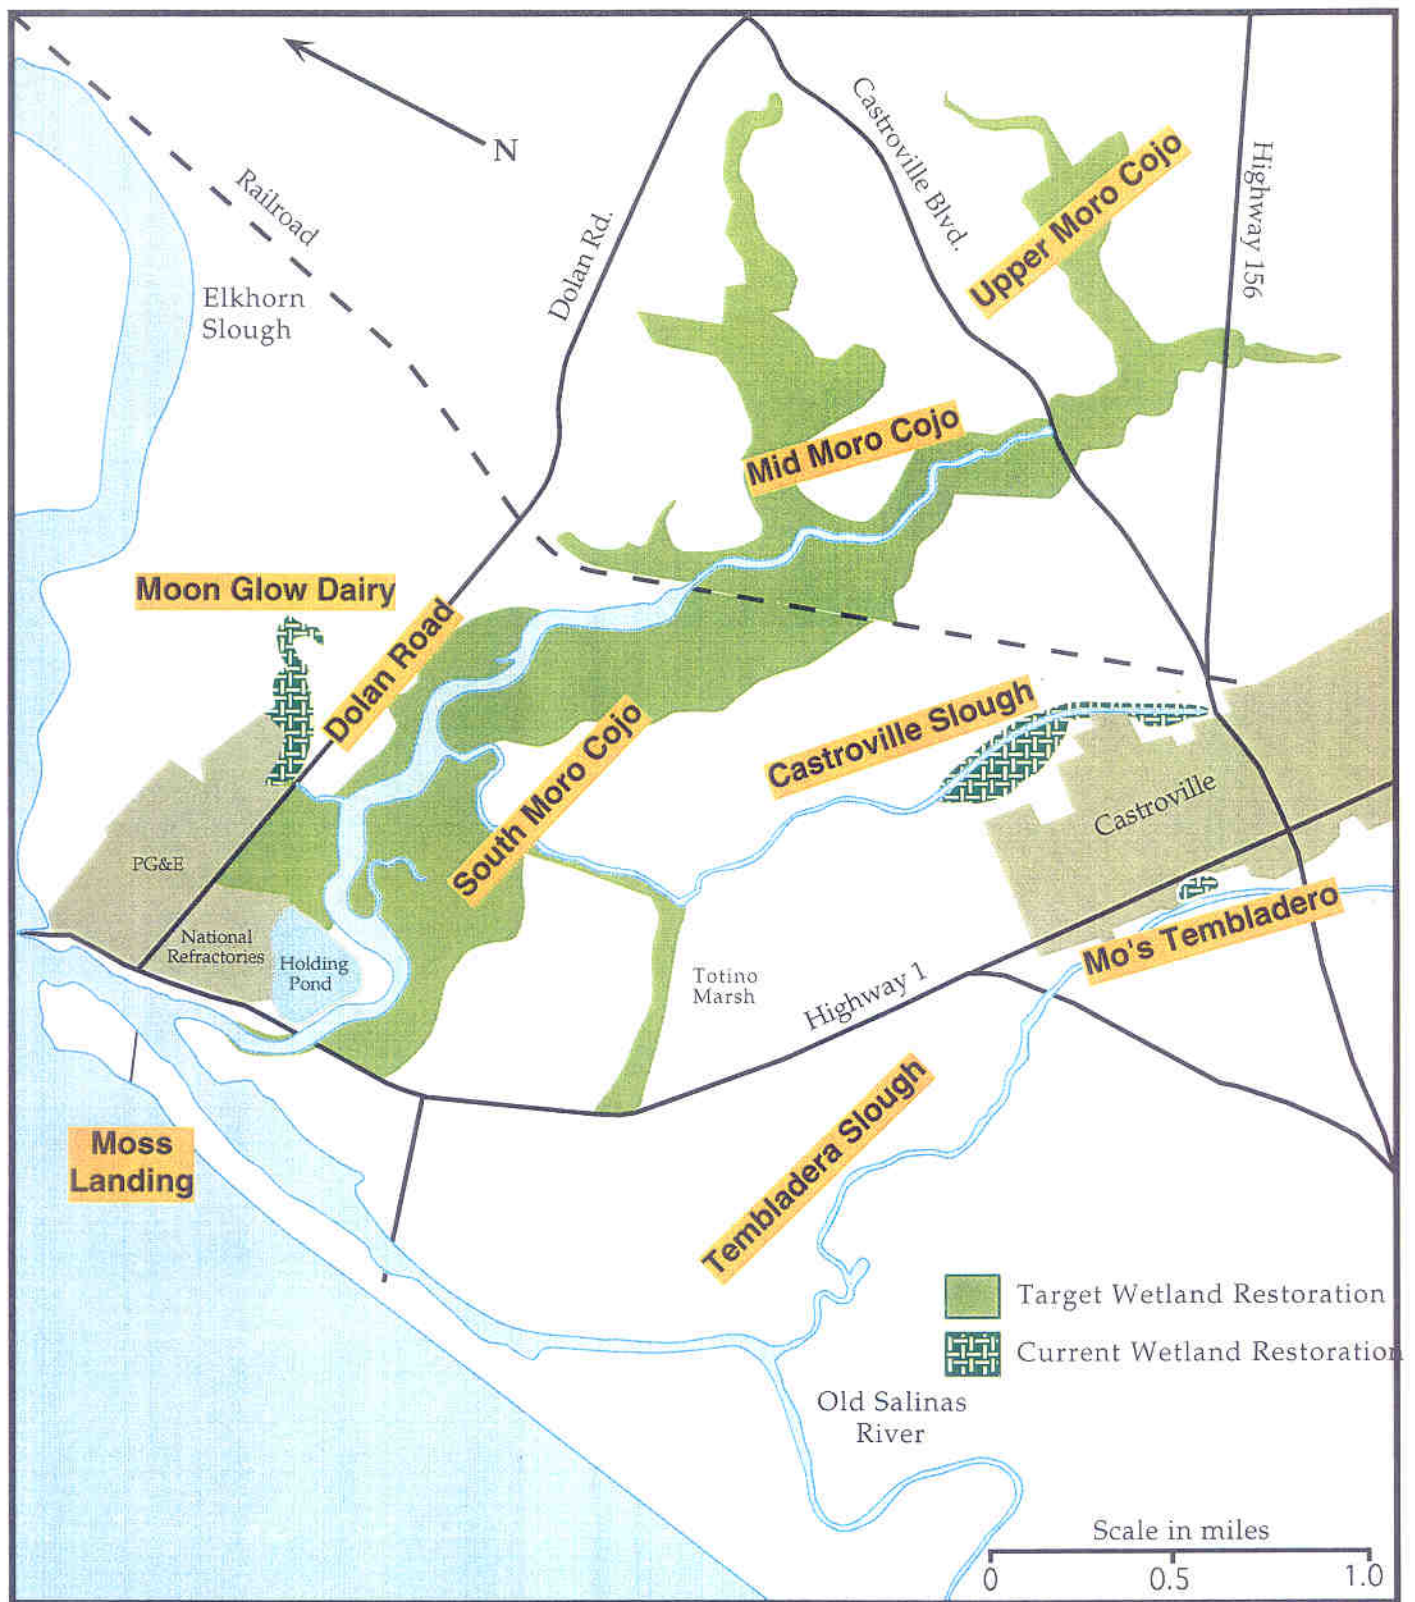 N
Railroad
Elkhorn
Slough
Dolan Rd.
Castroville Blvd.
Upper Moro Cojo
Highway 156
Mid Moro Cojo
Moon Glow Dairy
Dolan Road
South Moro Cojo
Castroville Slough
Castroville
PG&E
National
Refractories
Holding
Pond
Totino
Marsh
Highway 1
Mo's Tembladero
Moss
Landing
Tembladera Slough
Target Wetland Restoration
Current Wetland Restoration
Old Salinas
River
Scale in miles
0 0.5 1.0